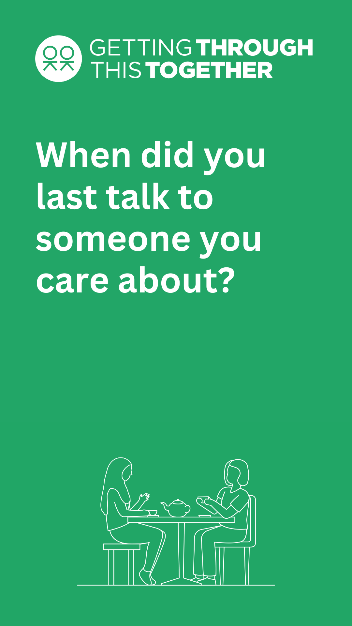 GETTING THROUGH
THIS TOGETHER
When did you
last talk to
someone you
care about?